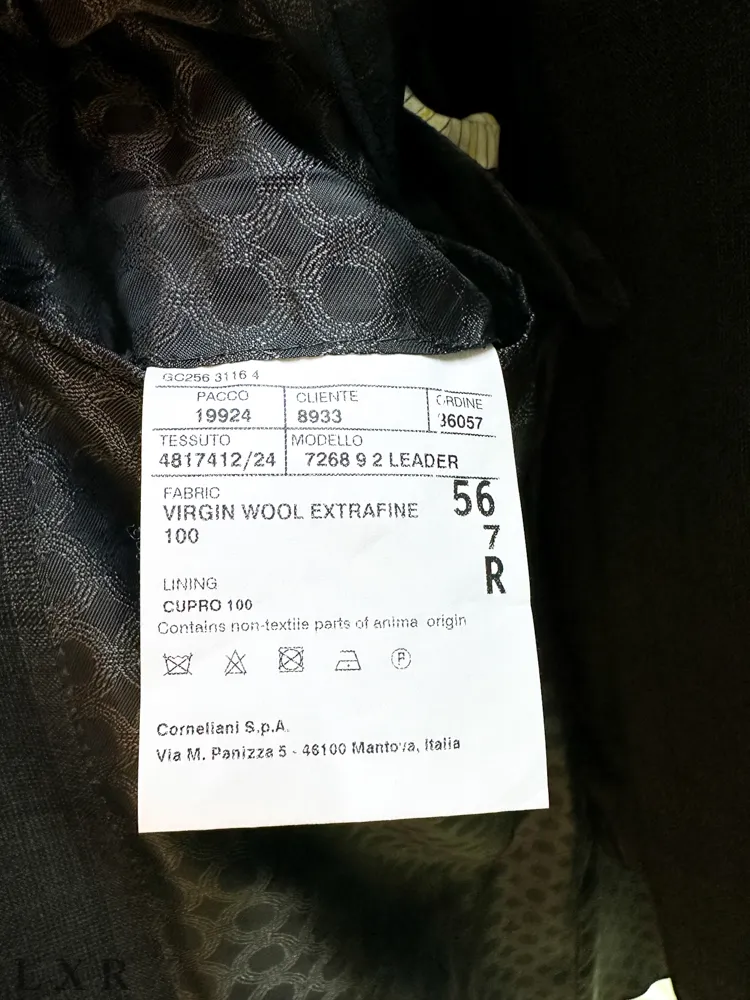 GC256 3116 4
PACCO CLIENTE ORDINE
19924 8933 36057
TESSUTO MODELLO
4817412/24 7268 9 2 LEADER
FABRIC
VIRGIN WOOL EXTRAFINE
100
56
7
R
LINING
CUPRO 100
Contains non-textile parts of animal origin
P
Corneliani S.p.A.
Via M. Panizza 5 - 46100 Mantova, Italia
LXR